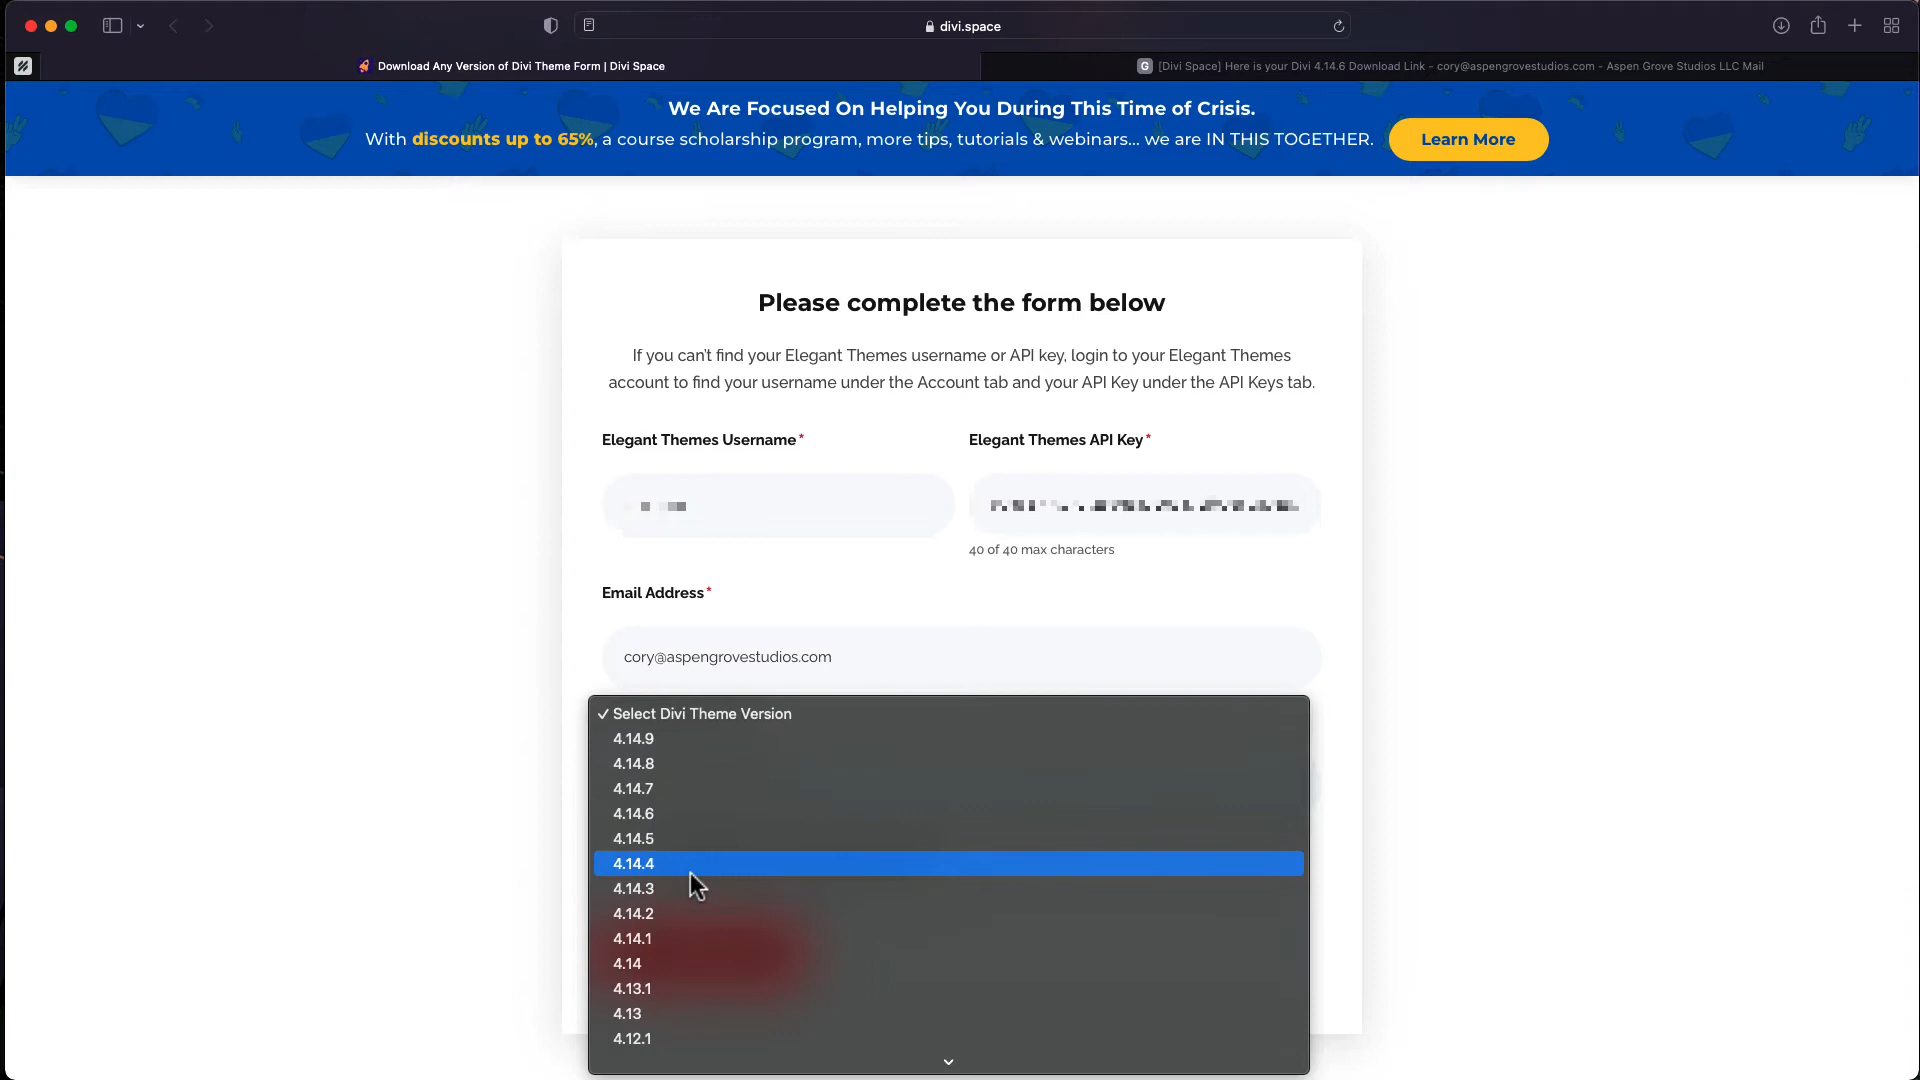 divi.space
Download Any Version of Divi Theme Form | Divi Space
[Divi Space] Here is your Divi 4.14.6 Download Link - cory@aspengrovestudios.com - Aspen Grove Studios LLC Mail
We Are Focused On Helping You During This Time of Crisis.
With discounts up to 65%, a course scholarship program, more tips, tutorials & webinars... we are IN THIS TOGETHER.
Learn More
Please complete the form below
If you can't find your Elegant Themes username or API key, login to your Elegant Themes
account to find your username under the Account tab and your API Key under the API Keys tab.
Elegant Themes Username*
Elegant Themes API Key*
40 of 40 max characters
Email Address*
cory@aspengrovestudios.com
✓ Select Divi Theme Version
4.14.9
4.14.8
4.14.7
4.14.6
4.14.5
4.14.4
4.14.3
4.14.2
4.14.1
4.14
4.13.1
4.13
4.12.1